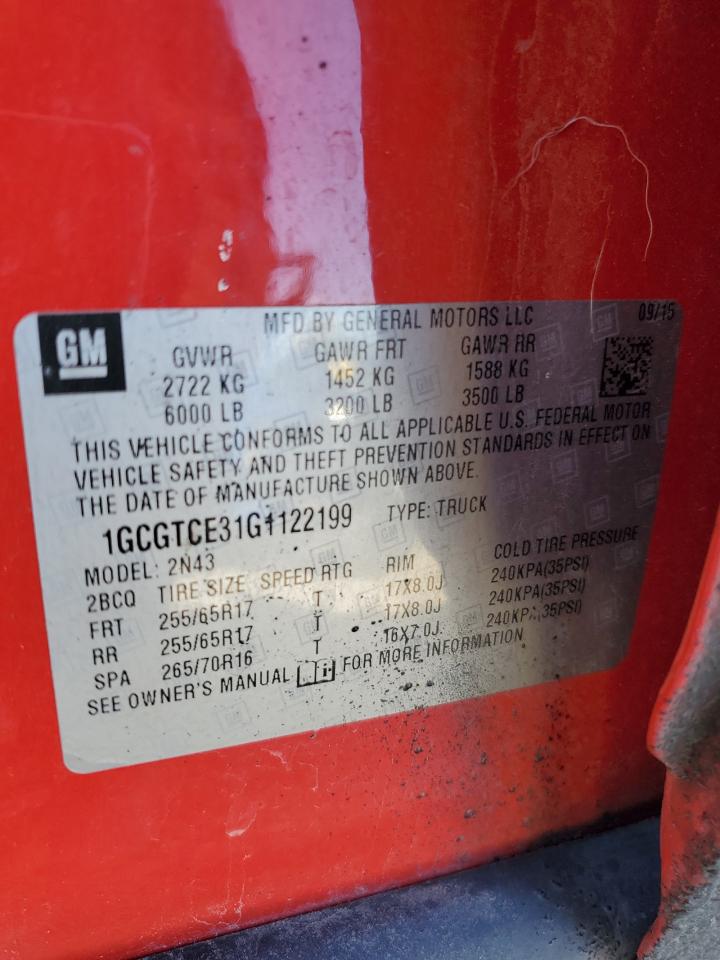 GM
MFD BY GENERAL MOTORS LLC 09/15
GVWR GAWR FRT GAWR RR
2722 KG 1452 KG 1588 KG
6000 LB 3200 LB 3500 LB
THIS VEHICLE CONFORMS TO ALL APPLICABLE U.S. FEDERAL MOTOR
VEHICLE SAFETY AND THEFT PREVENTION STANDARDS IN EFFECT ON
THE DATE OF MANUFACTURE SHOWN ABOVE.
1GCGTCE31G1122199 TYPE: TRUCK
MODEL: 2N43
2BCQ TIRE SIZE SPEED RTG RIM COLD TIRE PRESSURE
FRT 255/65R17 T 17X8.0J 240KPA(35PSI)
RR 255/65R17 T 17X8.0J 240KPA(35PSI)
SPA 265/70R16 T 16X7.0J 240KPA(35PSI)
SEE OWNER'S MANUAL FOR MORE INFORMATION